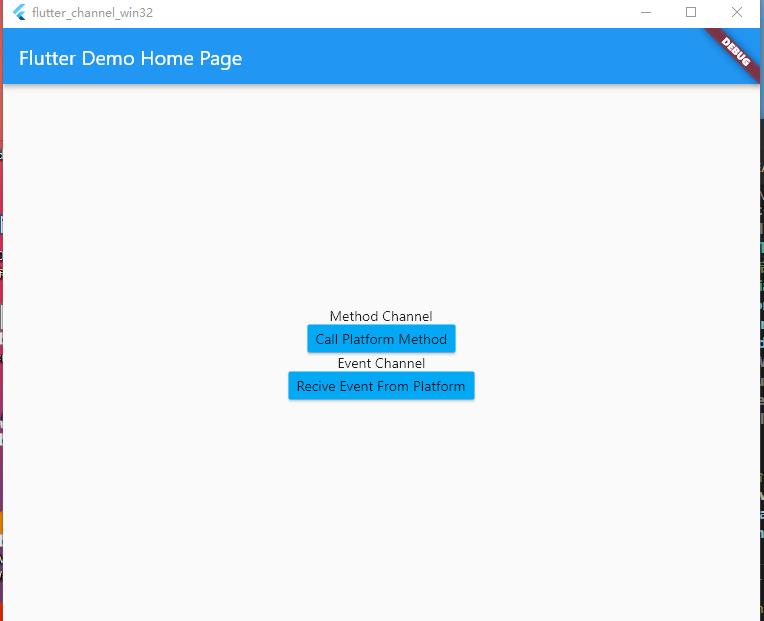 flutter_channel_win32
Flutter Demo Home Page
DEBUG
Method Channel
Call Platform Method
Event Channel
Recive Event From Platform